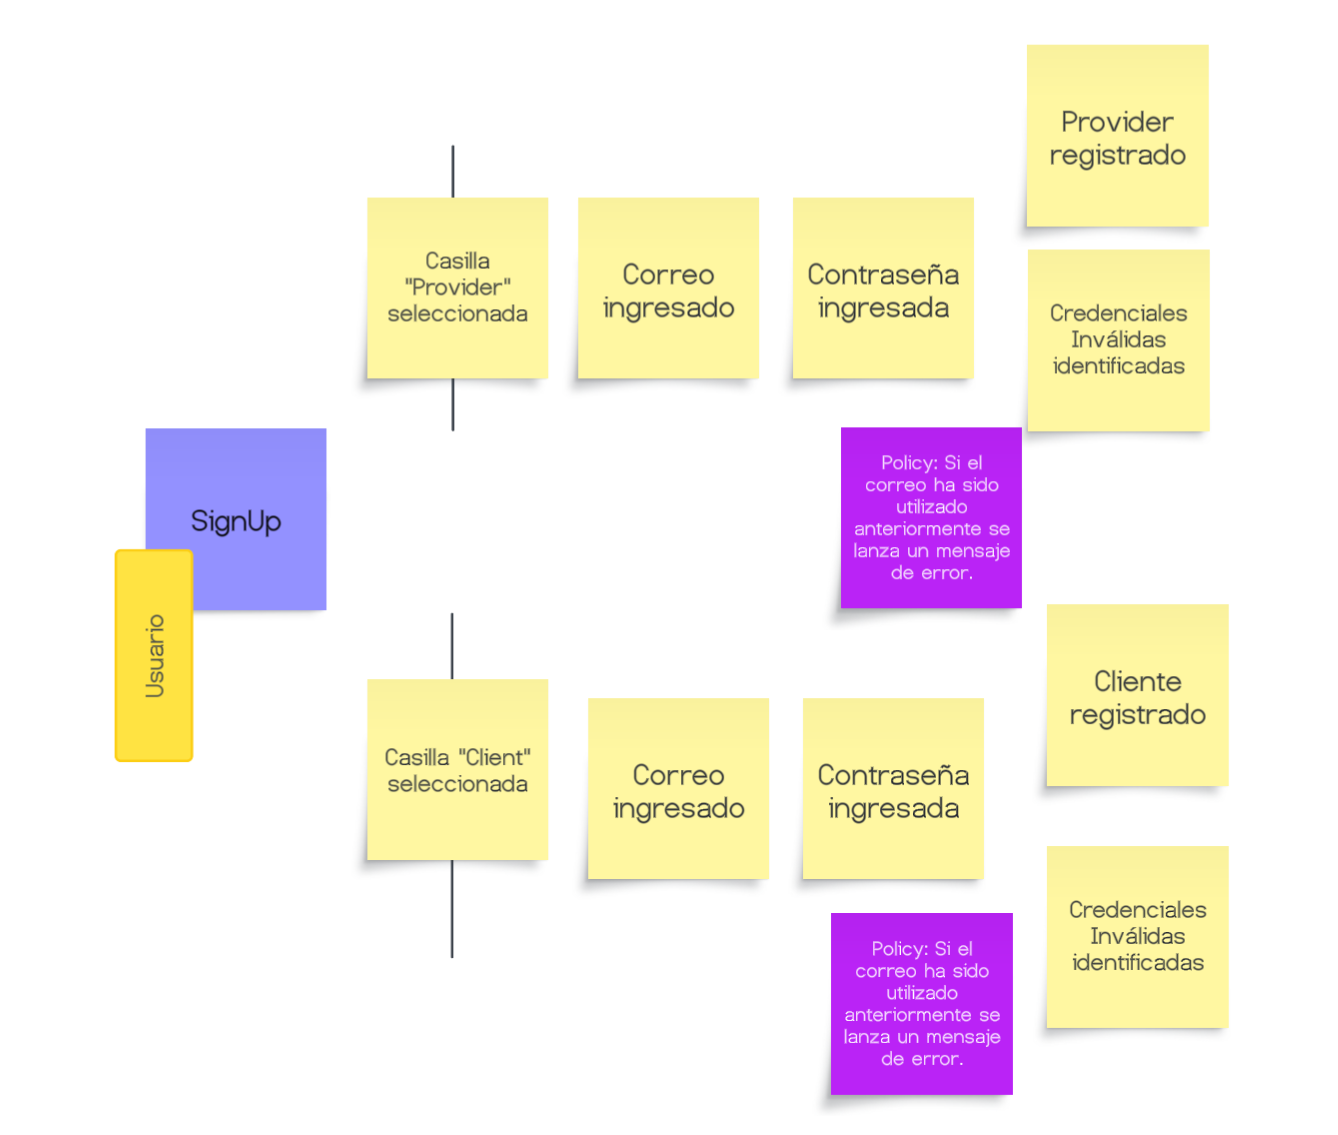 Provider
registrado
Casilla
"Provider"
seleccionada
Correo
ingresado
Contraseña
ingresada
Credenciales
Inválidas
identificadas
SignUp
Usuario
Policy: Si el
correo ha sido
utilizado
anteriormente se
lanza un mensaje
de error.
Casilla "Client"
seleccionada
Correo
ingresado
Contraseña
ingresada
Cliente
registrado
Credenciales
Inválidas
identificadas
Policy: Si el
correo ha sido
utilizado
anteriormente se
lanza un mensaje
de error.